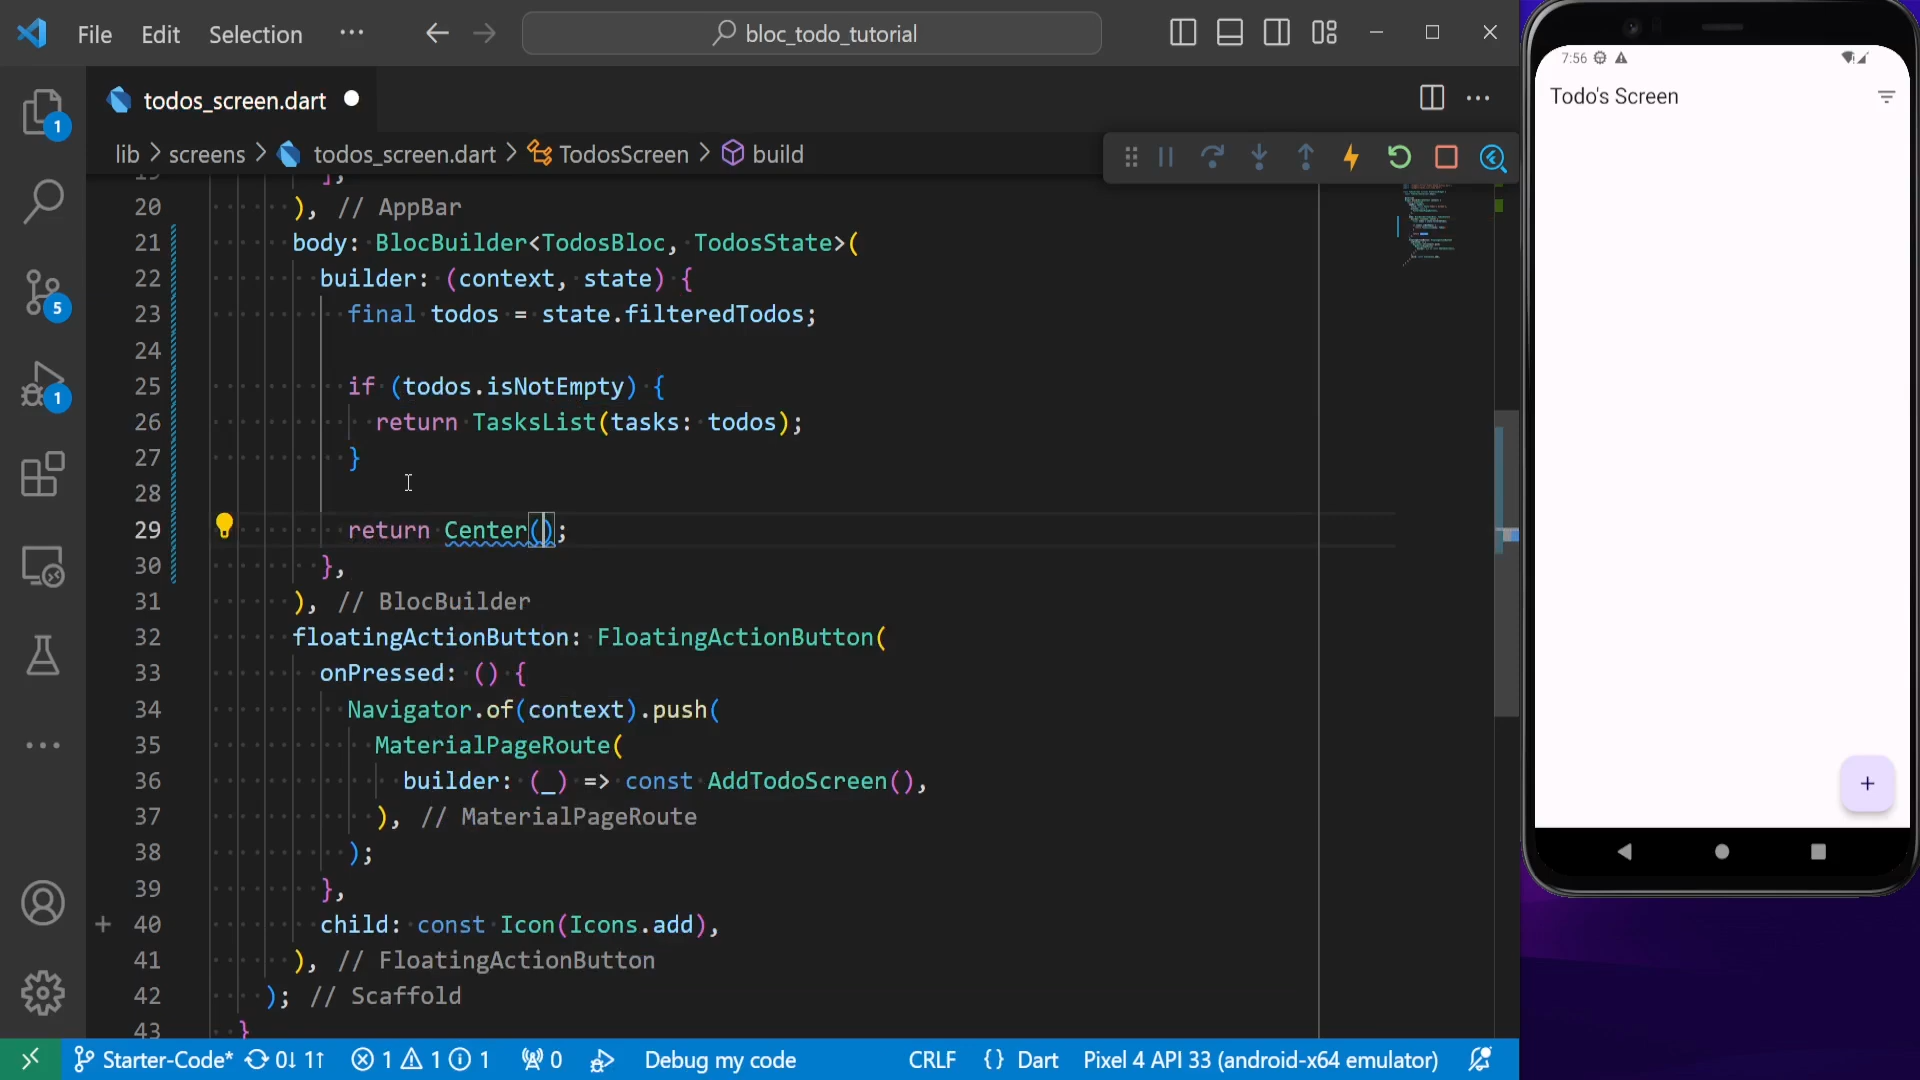 File Edit Selection ···
bloc_todo_tutorial
todos_screen.dart
lib > screens > todos_screen.dart > TodosScreen > build
19 ],
20 ), // AppBar
21 body: BlocBuilder<TodosBloc, TodosState>(
22 builder: (context, state) {
23 final todos = state.filteredTodos;
24
25 if (todos.isNotEmpty) {
26 return TasksList(tasks: todos);
27 }
28
29 return Center();
30 },
31 ), // BlocBuilder
32 floatingActionButton: FloatingActionButton(
33 onPressed: () {
34 Navigator.of(context).push(
35 MaterialPageRoute(
36 builder: (_) => const AddTodoScreen(),
37 ), // MaterialPageRoute
38 );
39 },
40 child: const Icon(Icons.add),
41 ), // FloatingActionButton
42 ); // Scaffold
43 }
1
5
1
Starter-Code* 0↓ 1↑ 1 1 1 0 Debug my code CRLF {} Dart Pixel 4 API 33 (android-x64 emulator)
7:56
Todo's Screen
+